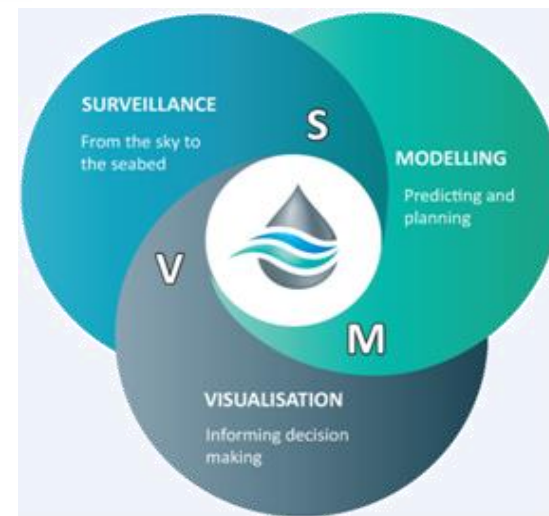 SURVEILLANCE
From the sky to
the seabed
S
MODELLING
Predicting and
planning
V
M
VISUALISATION
Informing decision
making